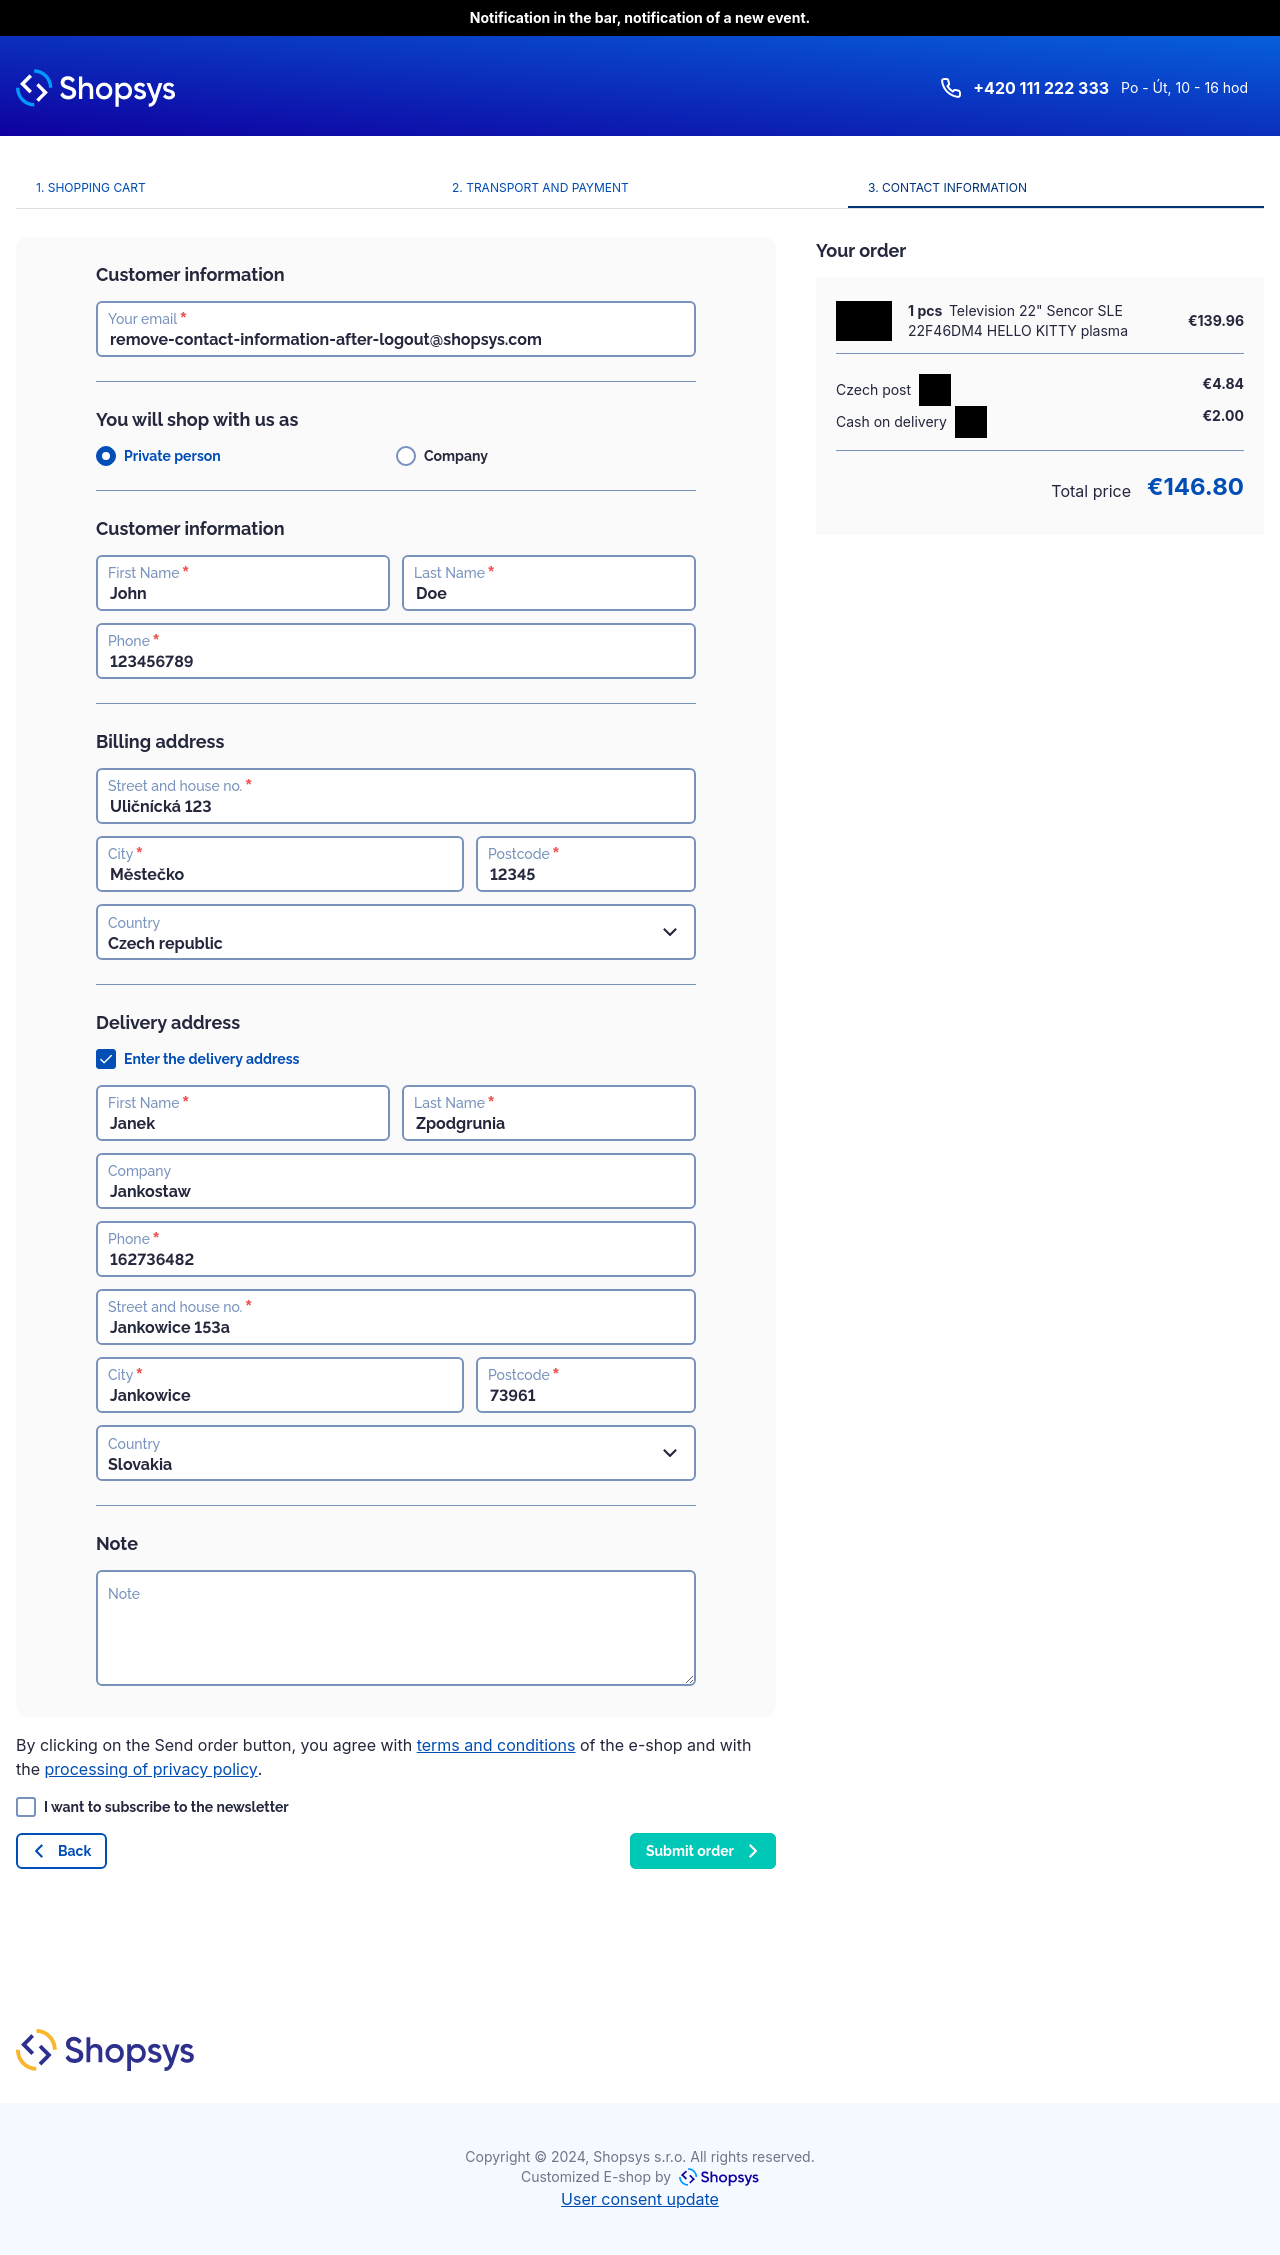 Notification in the bar, notification of a new event.
Shopsys
+420 111 222 333 Po - Út, 10 - 16 hod
1. SHOPPING CART
2. TRANSPORT AND PAYMENT
3. CONTACT INFORMATION
Customer information
Your email *
remove-contact-information-after-logout@shopsys.com
You will shop with us as
Private person
Company
Customer information
First Name *
John
Last Name *
Doe
Phone *
123456789
Billing address
Street and house no. *
Uličnícká 123
City *
Městečko
Postcode *
12345
Country
Czech republic
Delivery address
Enter the delivery address
First Name *
Janek
Last Name *
Zpodgrunia
Company
Jankostaw
Phone *
162736482
Street and house no. *
Jankowice 153a
City *
Jankowice
Postcode *
73961
Country
Slovakia
Note
Note
By clicking on the Send order button, you agree with terms and conditions of the e-shop and with
the processing of privacy policy.
I want to subscribe to the newsletter
Back
Submit order
Your order
1 pcs Television 22" Sencor SLE
22F46DM4 HELLO KITTY plasma
€139.96
Czech post
€4.84
Cash on delivery
€2.00
Total price €146.80
Shopsys
Copyright © 2024, Shopsys s.r.o. All rights reserved.
Customized E-shop by Shopsys
User consent update